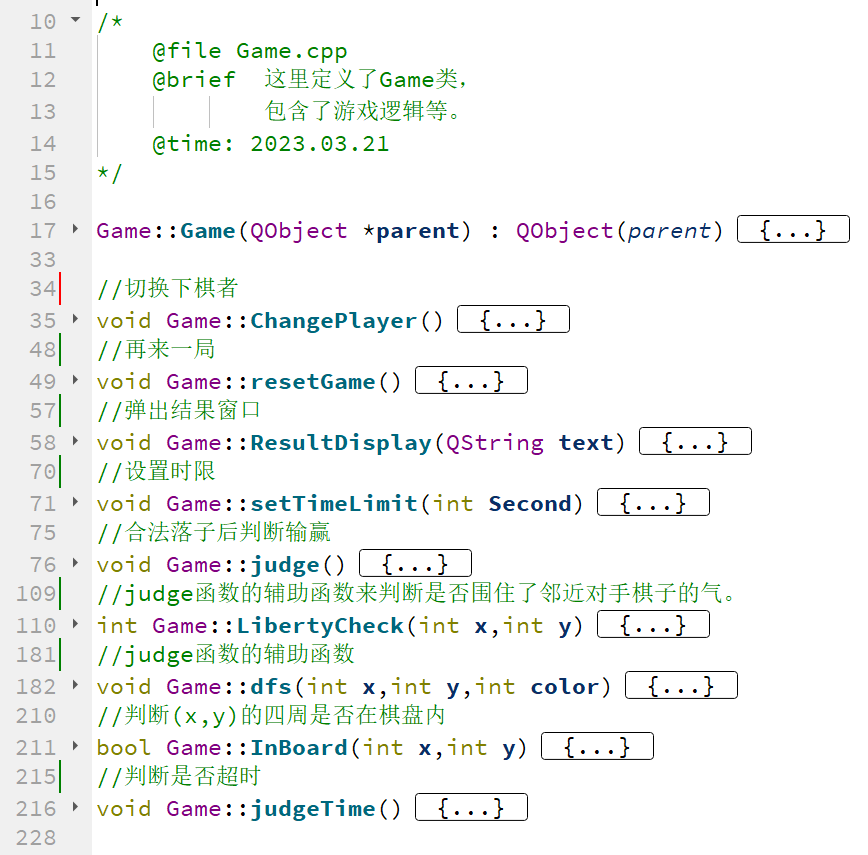 10 /*
11 @file Game.cpp
12 @brief 这里定义了Game类,
13 包含了游戏逻辑等。
14 @time: 2023.03.21
15 */
16
17 Game::Game(QObject *parent) : QObject(parent) {...}
33
34 //切换下棋者
35 void Game::ChangePlayer() {...}
48 //再来一局
49 void Game::resetGame() {...}
57 //弹出结果窗口
58 void Game::ResultDisplay(QString text) {...}
70 //设置时限
71 void Game::setTimeLimit(int Second) {...}
75 //合法落子后判断输赢
76 void Game::judge() {...}
109 //judge函数的辅助函数来判断是否围住了邻近对手棋子的气。
110 int Game::LibertyCheck(int x,int y) {...}
181 //judge函数的辅助函数
182 void Game::dfs(int x,int y,int color) {...}
210 //判断(x,y)的四周是否在棋盘内
211 bool Game::InBoard(int x,int y) {...}
215 //判断是否超时
216 void Game::judgeTime() {...}
228